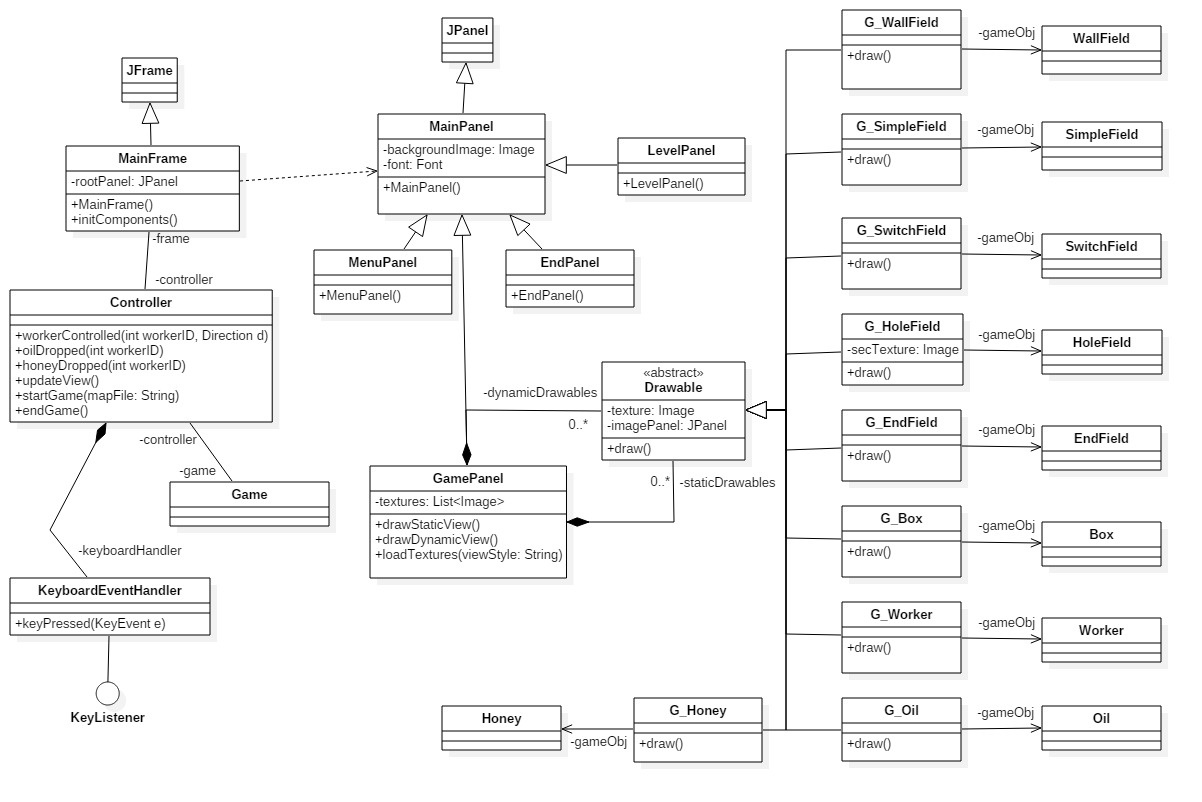 JFrame
MainFrame
-rootPanel: JPanel
+MainFrame()
+initComponents()
-frame
-controller
Controller
+workerControlled(int workerID, Direction d)
+oilDropped(int workerID)
+honeyDropped(int workerID)
+updateView()
+startGame(mapFile: String)
+endGame()
-controller
-game
Game
-keyboardHandler
KeyboardEventHandler
+keyPressed(KeyEvent e)
KeyListener
JPanel
MainPanel
-backgroundImage: Image
-font: Font
+MainPanel()
LevelPanel
+LevelPanel()
MenuPanel
+MenuPanel()
EndPanel
+EndPanel()
-dynamicDrawables
0..*
«abstract»
Drawable
-texture: Image
-imagePanel: JPanel
+draw()
0..*
-staticDrawables
GamePanel
-textures: List<Image>
+drawStaticView()
+drawDynamicView()
+loadTextures(viewStyle: String)
G_WallField
+draw()
-gameObj
WallField
G_SimpleField
+draw()
-gameObj
SimpleField
G_SwitchField
+draw()
-gameObj
SwitchField
G_HoleField
-secTexture: Image
+draw()
-gameObj
HoleField
G_EndField
+draw()
-gameObj
EndField
G_Box
+draw()
-gameObj
Box
G_Worker
+draw()
-gameObj
Worker
Honey
-gameObj
G_Honey
+draw()
G_Oil
+draw()
-gameObj
Oil